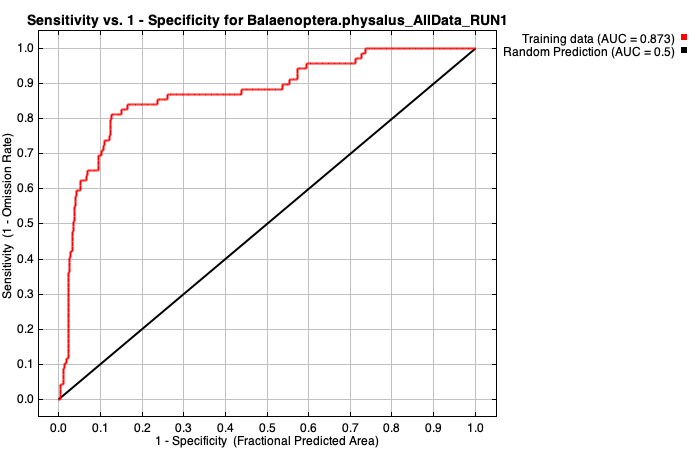 Sensitivity vs. 1 - Specificity for Balaenoptera.physalus_AllData_RUN1
Training data (AUC = 0.873)
Random Prediction (AUC = 0.5)
Sensitivity (1 - Omission Rate)
1.0
0.9
0.8
0.7
0.6
0.5
0.4
0.3
0.2
0.1
0.0
0.0 0.1 0.2 0.3 0.4 0.5 0.6 0.7 0.8 0.9 1.0
1 - Specificity (Fractional Predicted Area)